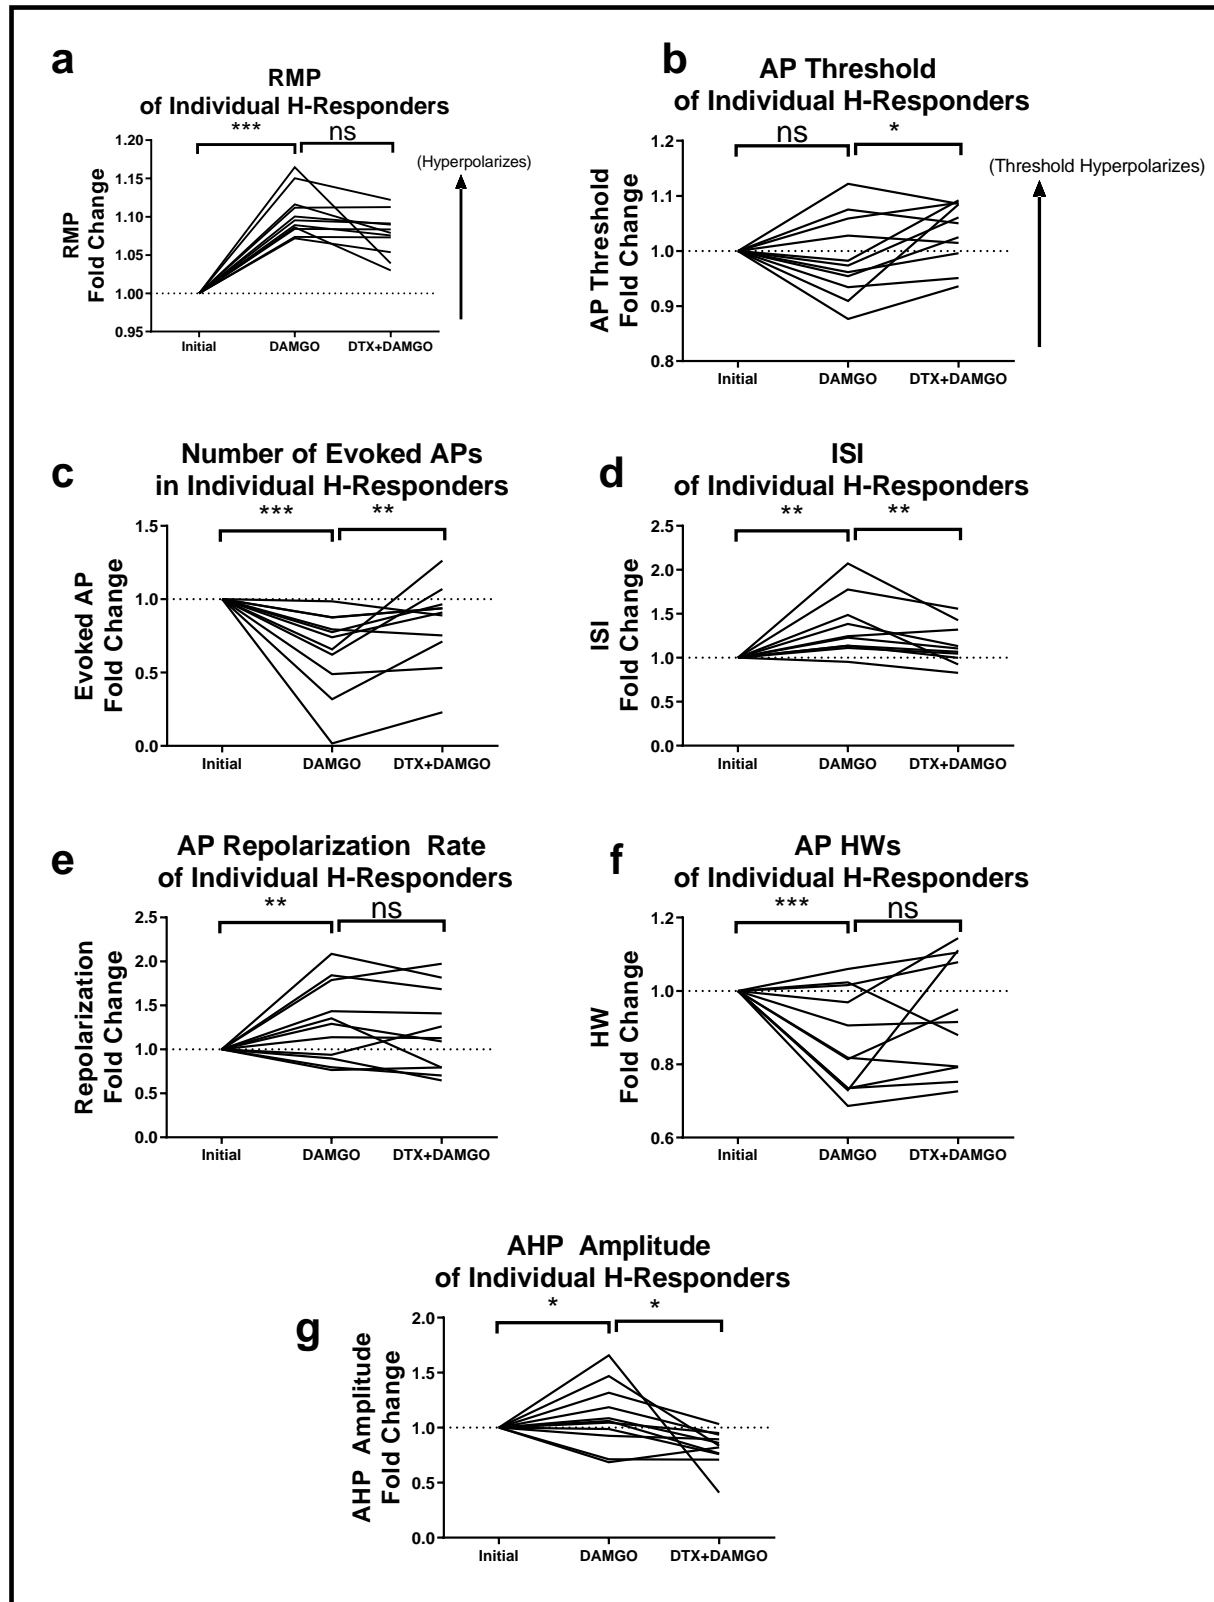 a
RMP
of Individual H-Responders
***
ns
RMP
Fold Change
1.20
1.15
1.10
1.05
1.00
0.95
Initial
DAMGO
DTX+DAMGO
(Hyperpolarizes)
b
AP Threshold
of Individual H-Responders
ns
*
AP Threshold
Fold Change
1.2
1.1
1.0
0.9
0.8
Initial
DAMGO
DTX+DAMGO
(Threshold Hyperpolarizes)
c
Number of Evoked APs
in Individual H-Responders
***
**
Evoked AP
Fold Change
1.5
1.0
0.5
0.0
Initial
DAMGO
DTX+DAMGO
d
ISI
of Individual H-Responders
**
**
ISI
Fold Change
2.5
2.0
1.5
1.0
0.5
0.0
Initial
DAMGO
DTX+DAMGO
e
AP Repolarization Rate
of Individual H-Responders
**
ns
Repolarization
Fold Change
2.5
2.0
1.5
1.0
0.5
0.0
Initial
DAMGO
DTX+DAMGO
f
AP HWs
of Individual H-Responders
***
ns
HW
Fold Change
1.2
1.0
0.8
0.6
Initial
DAMGO
DTX+DAMGO
g
AHP Amplitude
of Individual H-Responders
*
*
AHP Amplitude
Fold Change
2.0
1.5
1.0
0.5
0.0
Initial
DAMGO
DTX+DAMGO